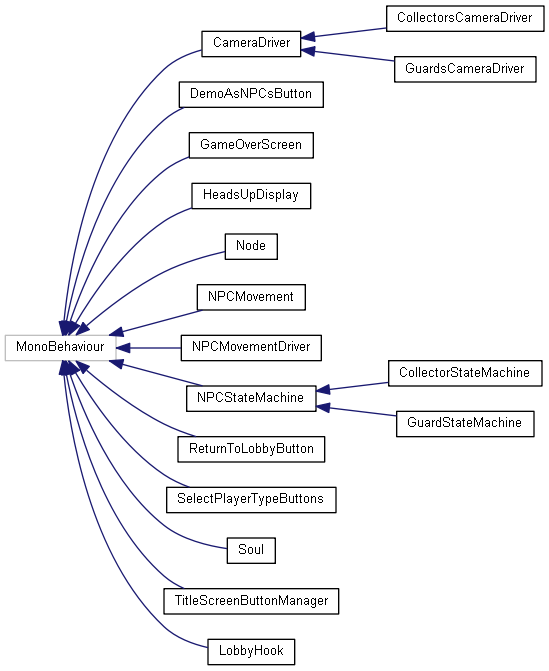 CollectorsCameraDriver
CameraDriver
GuardsCameraDriver
DemoAsNPCsButton
GameOverScreen
HeadsUpDisplay
Node
NPCMovement
MonoBehaviour
NPCMovementDriver
CollectorStateMachine
NPCStateMachine
GuardStateMachine
ReturnToLobbyButton
SelectPlayerTypeButtons
Soul
TitleScreenButtonManager
LobbyHook